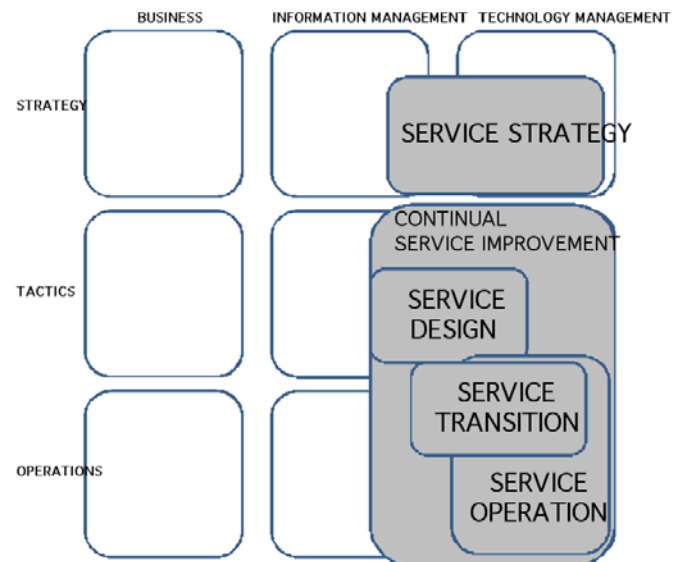 BUSINESS INFORMATION MANAGEMENT TECHNOLOGY MANAGEMENT
STRATEGY
SERVICE STRATEGY
CONTINUAL
SERVICE IMPROVEMENT
TACTICS
SERVICE
DESIGN
SERVICE
TRANSITION
OPERATIONS
SERVICE
OPERATION